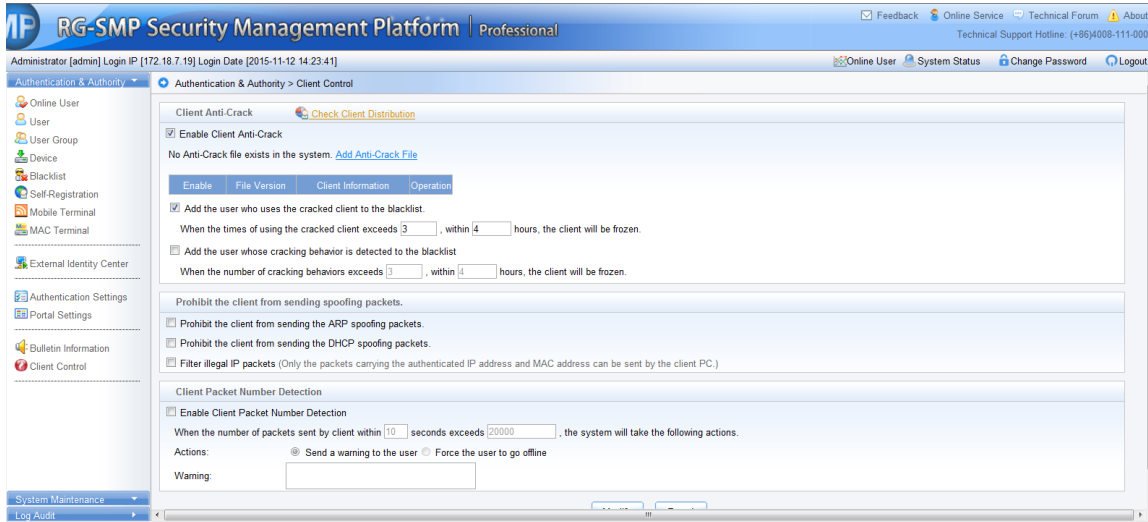 MP RG-SMP Security Management Platform | Professional
Feedback Online Service Technical Forum About
Technical Support Hotline: (+86)4008-111-000
Administrator [admin] Login IP [172.18.7.19] Login Date [2015-11-12 14:23:41] Online User System Status Change Password Logout
Authentication & Authority
Authentication & Authority > Client Control
Online User
User
User Group
Device
Blacklist
Self-Registration
Mobile Terminal
MAC Terminal
External Identity Center
Authentication Settings
Portal Settings
Bulletin Information
Client Control
System Maintenance
Log Audit
Client Anti-Crack Check Client Distribution
Enable Client Anti-Crack
No Anti-Crack file exists in the system. Add Anti-Crack File
Enable File Version Client Information Operation
Add the user who uses the cracked client to the blacklist.
When the times of using the cracked client exceeds 3 , within 4 hours, the client will be frozen.
Add the user whose cracking behavior is detected to the blacklist
When the number of cracking behaviors exceeds 3 , within 4 hours, the client will be frozen.
Prohibit the client from sending spoofing packets.
Prohibit the client from sending the ARP spoofing packets.
Prohibit the client from sending the DHCP spoofing packets.
Filter illegal IP packets (Only the packets carrying the authenticated IP address and MAC address can be sent by the client PC.)
Client Packet Number Detection
Enable Client Packet Number Detection
When the number of packets sent by client within 10 seconds exceeds 20000 , the system will take the following actions.
Actions: Send a warning to the user Force the user to go offline
Warning: